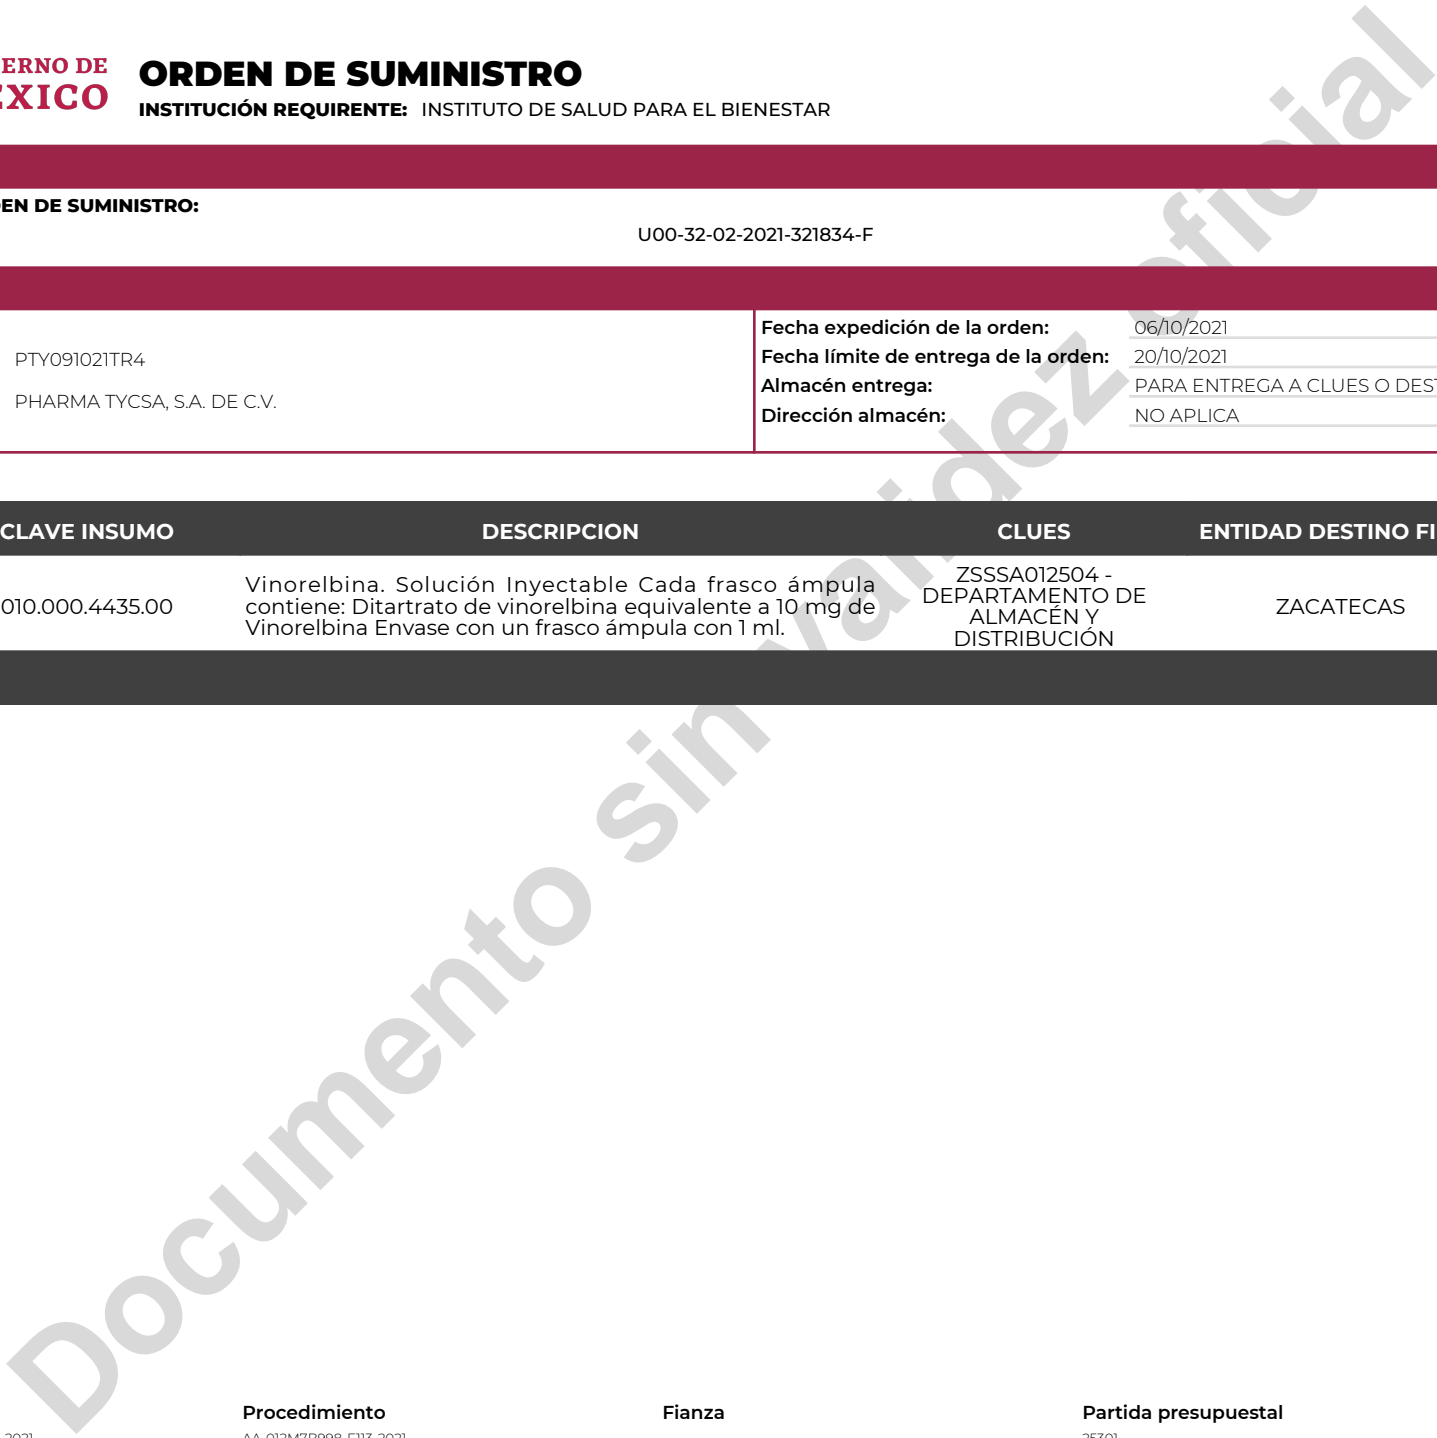 ORDEN DE SUMINISTRO
INSTITUCIÓN REQUIRENTE: INSTITUTO DE SALUD PARA EL BIENESTAR
ERNO DE
EXICO
EN DE SUMINISTRO:
U00-32-02-2021-321834-F
PTY091021TR4
PHARMA TYCSA, S.A. DE C.V.
Fecha expedición de la orden: 06/10/2021
Fecha límite de entrega de la orden: 20/10/2021
Almacén entrega: PARA ENTREGA A CLUES O DEST
Dirección almacén: NO APLICA
CLAVE INSUMO DESCRIPCION CLUES ENTIDAD DESTINO FI
010.000.4435.00
Vinorelbina. Solución Inyectable Cada frasco ámpula
contiene: Ditartrato de vinorelbina equivalente a 10 mg de
Vinorelbina Envase con un frasco ámpula con 1 ml.
ZSSSA012504 -
DEPARTAMENTO DE
ALMACÉN Y
DISTRIBUCIÓN
ZACATECAS
Documento sin validez oficial
Procedimiento Fianza Partida presupuestal